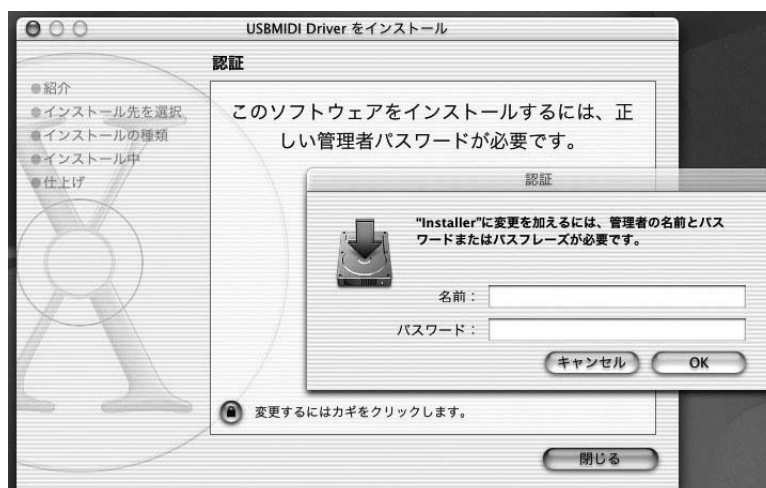 USBMIDI Driver をインストール
認証
紹介
インストール先を選択
インストールの種類
インストール中
仕上げ
このソフトウェアをインストールするには、正
しい管理者パスワードが必要です。
認証
“Installer”に変更を加えるには、管理者の名前とパス
ワードまたはパスフレーズが必要です。
名前：
パスワード：
キャンセル
OK
変更するにはカギをクリックします。
閉じる